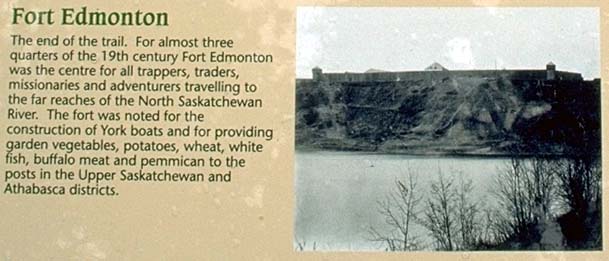 Fort Edmonton
The end of the trail. For almost three
quarters of the 19th century Fort Edmonton
was the centre for all trappers, traders,
missionaries and adventurers travelling to
the far reaches of the North Saskatchewan
River. The fort was noted for the
construction of York boats and for providing
garden vegetables, potatoes, wheat, white
fish, buffalo meat and pemmican to the
posts in the Upper Saskatchewan and
Athabasca districts.